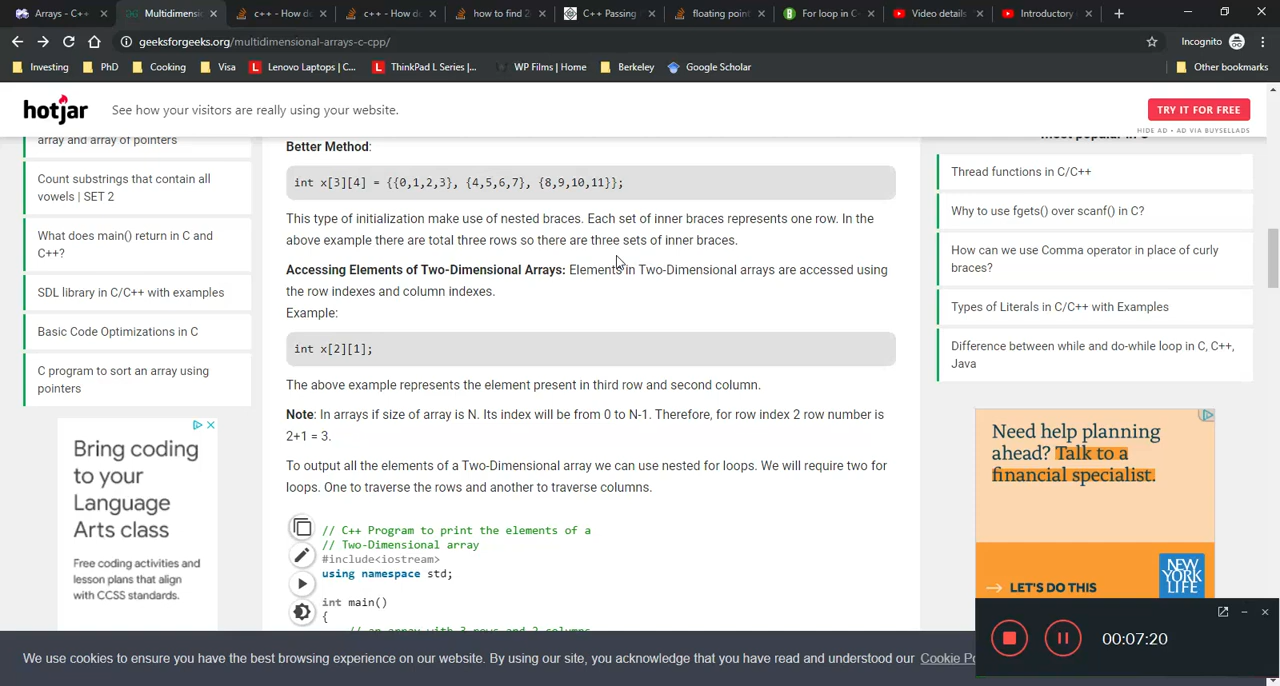 Arrays - C++
Multidimensi
c++ - How do
c++ - How do
how to find 2
C++ Passing
floating point
For loop in C
Video details
Introductory
geeksforgeeks.org/multidimensional-arrays-c-cpp/
Incognito
Investing
PhD
Cooking
Visa
Lenovo Laptops | C...
ThinkPad L Series |...
WP Films | Home
Berkeley
Google Scholar
Other bookmarks
hotjar
See how your visitors are really using your website.
TRY IT FOR FREE
HIDE AD • AD VIA BUYSELLADS
array and array of pointers
Count substrings that contain all
vowels | SET 2
What does main() return in C and
C++?
SDL library in C/C++ with examples
Basic Code Optimizations in C
C program to sort an array using
pointers
Bring coding
to your
Language
Arts class
Free coding activities and
lesson plans that align
with CCSS standards.
Better Method:
int x[3][4] = {{0,1,2,3}, {4,5,6,7}, {8,9,10,11}};
This type of initialization make use of nested braces. Each set of inner braces represents one row. In the
above example there are total three rows so there are three sets of inner braces.
Accessing Elements of Two-Dimensional Arrays: Elements in Two-Dimensional arrays are accessed using
the row indexes and column indexes.
Example:
int x[2][1];
The above example represents the element present in third row and second column.
Note: In arrays if size of array is N. Its index will be from 0 to N-1. Therefore, for row index 2 row number is
2+1 = 3.
To output all the elements of a Two-Dimensional array we can use nested for loops. We will require two for
loops. One to traverse the rows and another to traverse columns.
// C++ Program to print the elements of a
// Two-Dimensional array
#include<iostream>
using namespace std;
int main()
{
// an array with 3 rows and 2 columns
Most popular in C
Thread functions in C/C++
Why to use fgets() over scanf() in C?
How can we use Comma operator in place of curly
braces?
Types of Literals in C/C++ with Examples
Difference between while and do-while loop in C, C++,
Java
Need help planning
ahead? Talk to a
financial specialist.
LET'S DO THIS
NEW
YORK
LIFE
00:07:20
We use cookies to ensure you have the best browsing experience on our website. By using our site, you acknowledge that you have read and understood our Cookie Po